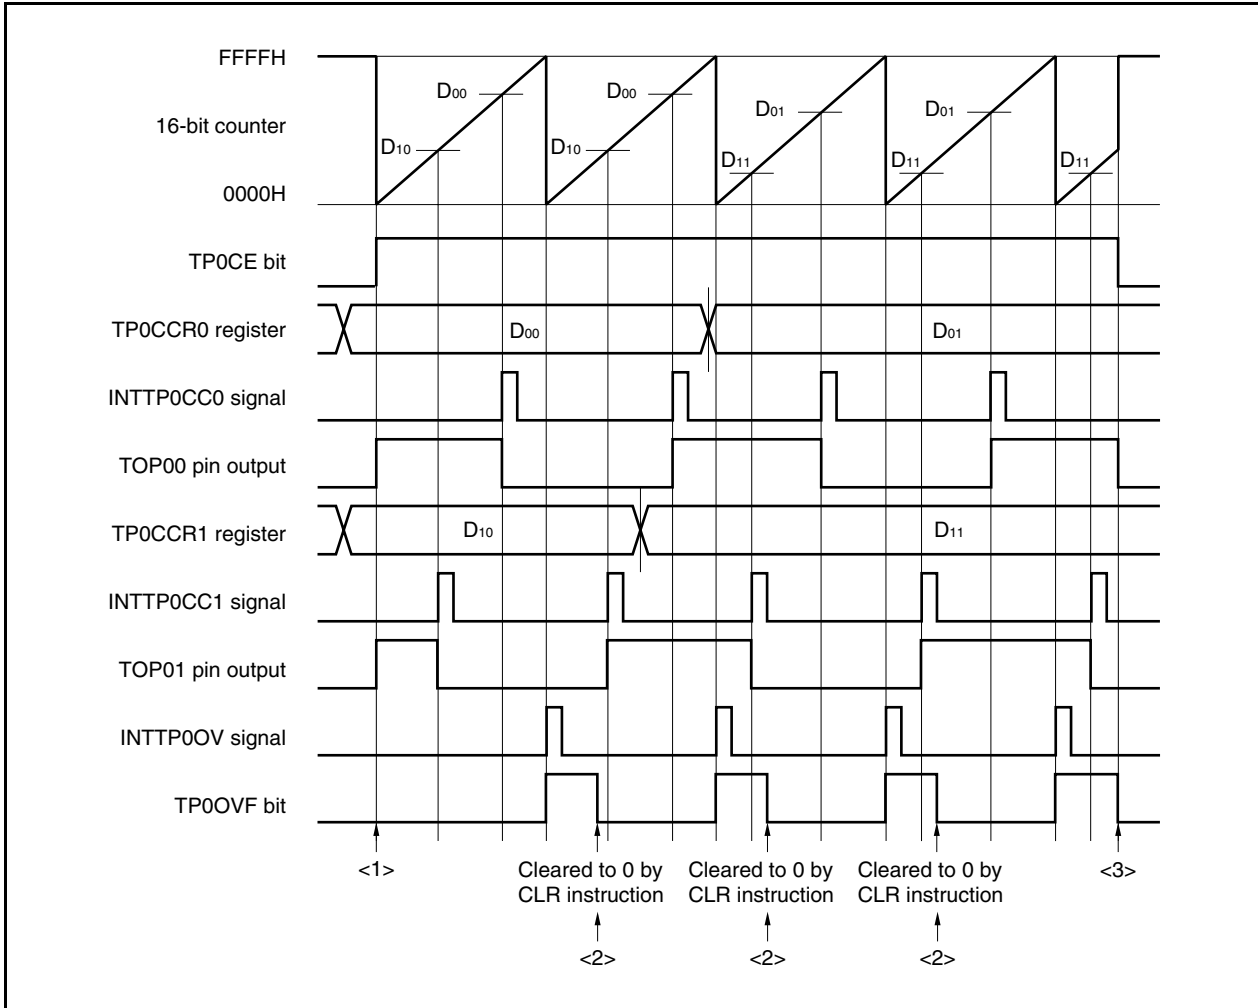 FFFFH
D00 D00 D01 D01
16-bit counter
D10 D10 D11 D11 D11
0000H
TP0CE bit
TP0CCR0 register D00 D01
INTTP0CC0 signal
TOP00 pin output
TP0CCR1 register D10 D11
INTTP0CC1 signal
TOP01 pin output
INTTP0OV signal
TP0OVF bit
<1> Cleared to 0 by Cleared to 0 by Cleared to 0 by <3>
CLR instruction CLR instruction CLR instruction
<2> <2> <2>